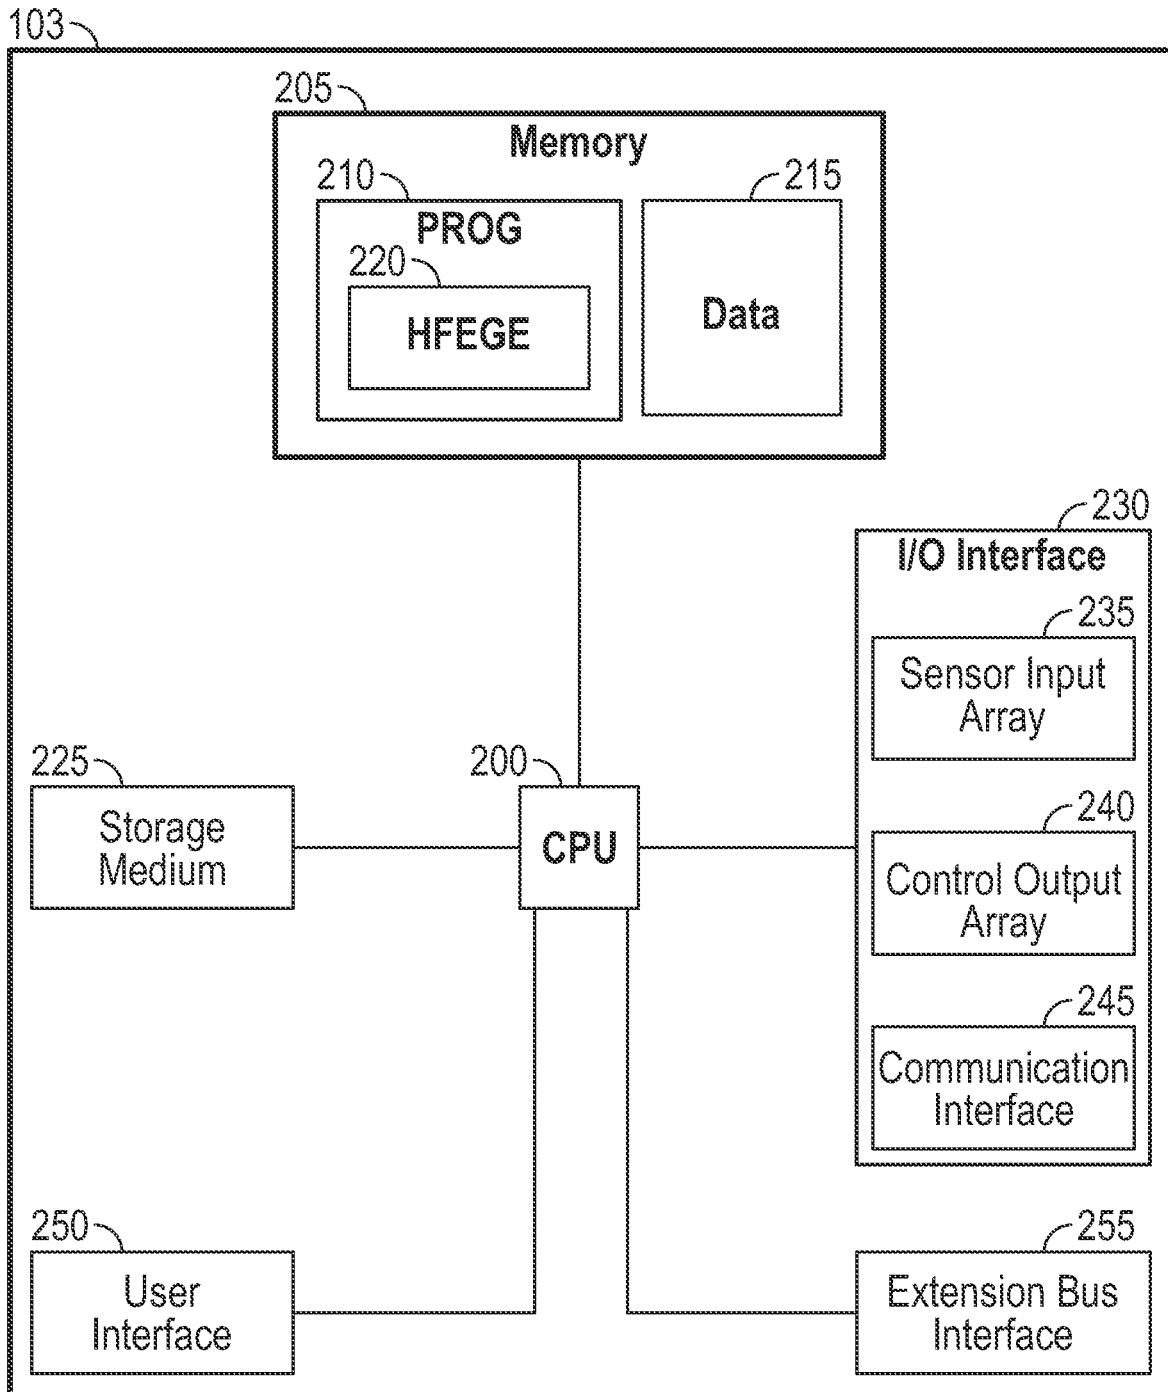 103
205
Memory
210
215
PROG
220
HFEGE
Data
230
I/O Interface
235
Sensor Input
Array
225
200
Storage
Medium
CPU
240
Control Output
Array
245
Communication
Interface
250
255
User
Interface
Extension Bus
Interface